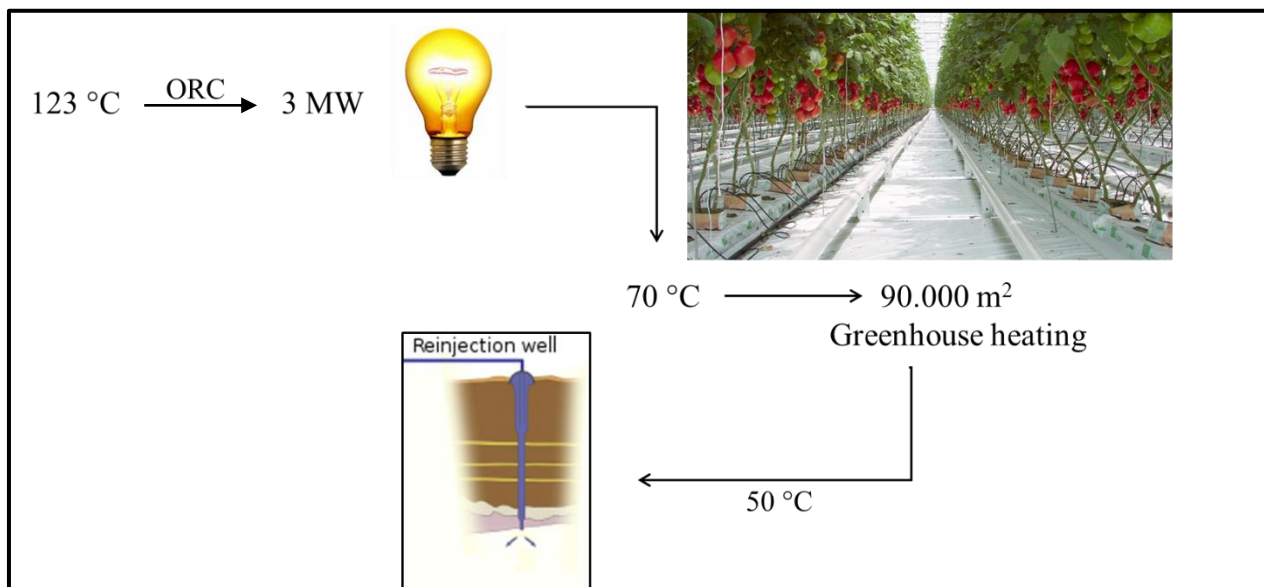 ORC
123 °C
3 MW
70 °C
90.000 m²
Greenhouse heating
Reinjection well
50 °C